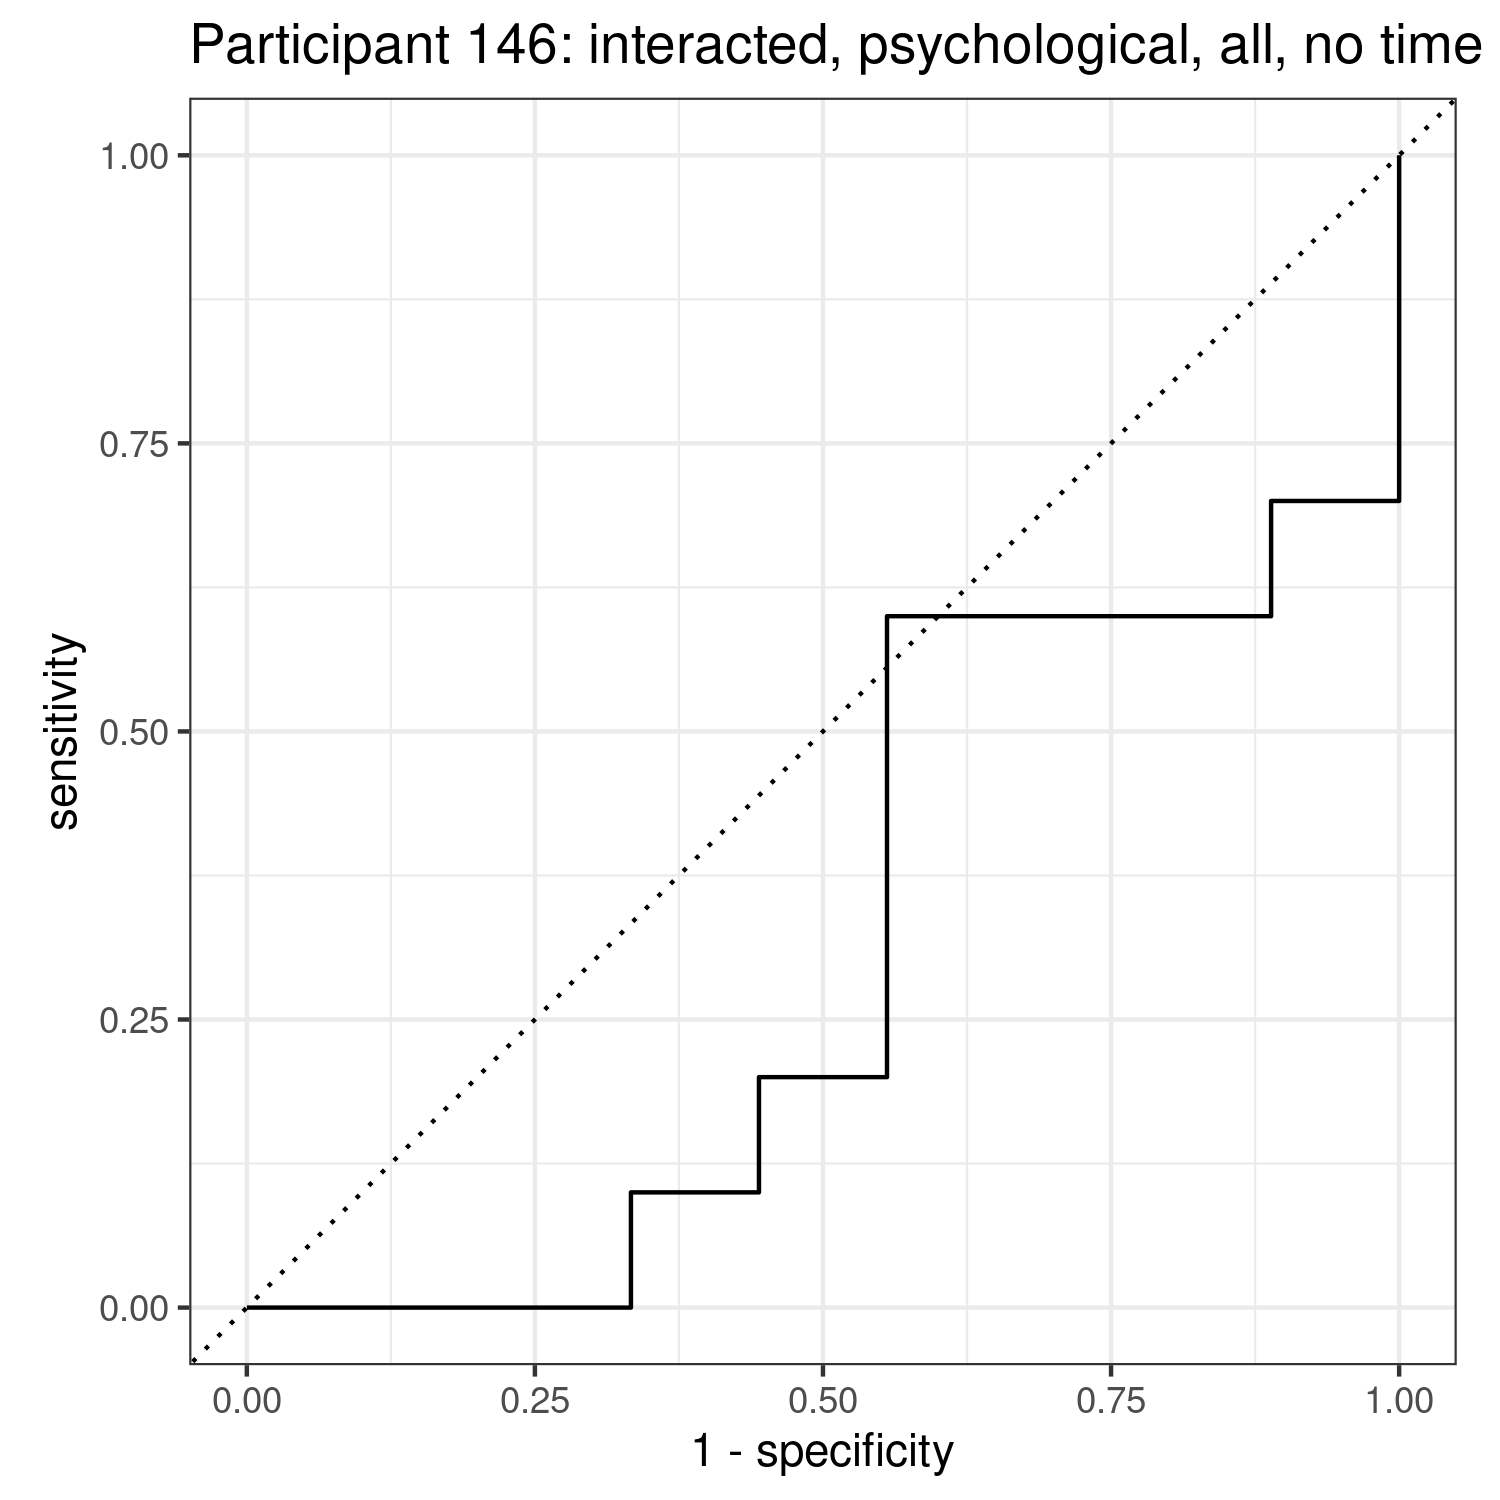 Participant 146: interacted, psychological, all, no time
1.00
0.75
0.50
0.25
0.00
sensitivity
0.00 0.25 0.50 0.75 1.00
1 - specificity